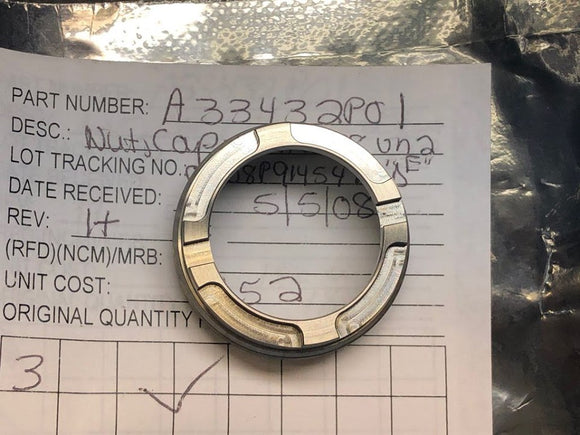 PART NUMBER: A33432P01
DESC.: Nut, Cap un2
LOT TRACKING NO. "E"
DATE RECEIVED: 5/5/08
REV: H
(RFD)(NCM)/MRB:
UNIT COST: 52
ORIGINAL QUANTITY
3 ✓